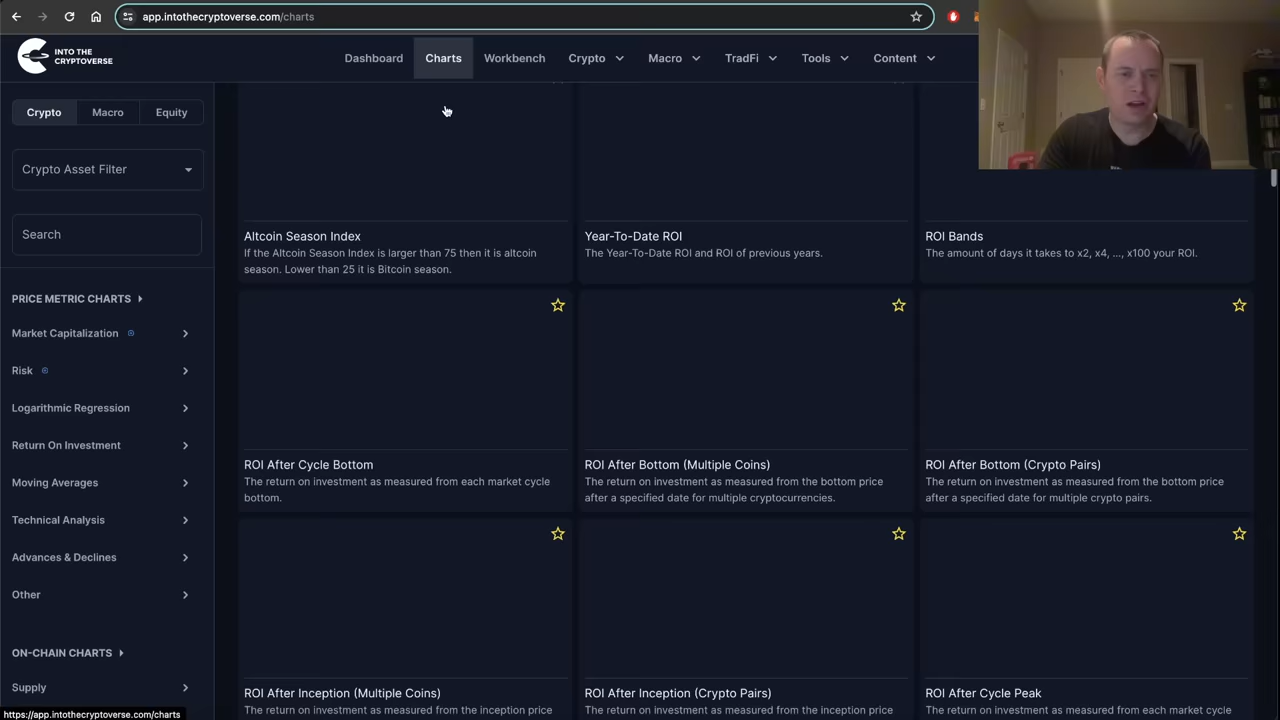 app.intothecryptoverse.com/charts
INTO THE
CRYPTOVERSE
Dashboard
Charts
Workbench
Crypto
Macro
TradFi
Tools
Content
Crypto
Macro
Equity
Crypto Asset Filter
Search
PRICE METRIC CHARTS
Market Capitalization
Risk
Logarithmic Regression
Return On Investment
Moving Averages
Technical Analysis
Advances & Declines
Other
ON-CHAIN CHARTS
Supply
Altcoin Season Index
If the Altcoin Season Index is larger than 75 then it is altcoin
season. Lower than 25 it is Bitcoin season.
Year-To-Date ROI
The Year-To-Date ROI and ROI of previous years.
ROI Bands
The amount of days it takes to x2, x4, ..., x100 your ROI.
ROI After Cycle Bottom
The return on investment as measured from each market cycle
bottom.
ROI After Bottom (Multiple Coins)
The return on investment as measured from the bottom price
after a specified date for multiple cryptocurrencies.
ROI After Bottom (Crypto Pairs)
The return on investment as measured from the bottom price
after a specified date for multiple crypto pairs.
ROI After Inception (Multiple Coins)
The return on investment as measured from the inception price
ROI After Inception (Crypto Pairs)
The return on investment as measured from the inception price
ROI After Cycle Peak
The return on investment as measured from each market cycle
https://app.intothecryptoverse.com/charts